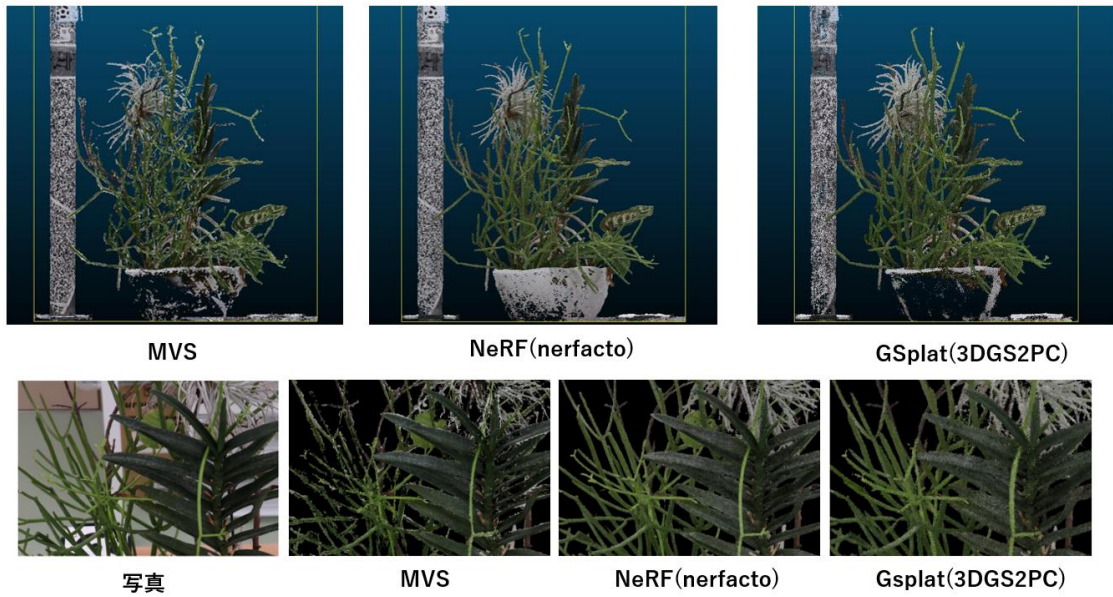 MVS
NeRF(nerfacto)
GSplat(3DGS2PC)
写真
MVS
NeRF(nerfacto)
Gsplat(3DGS2PC)